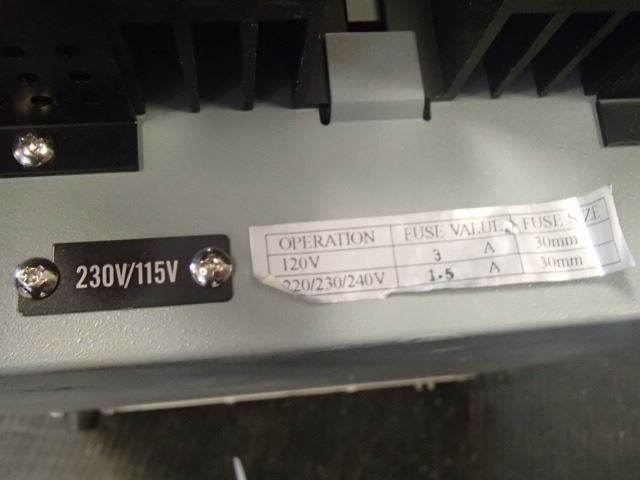 230V/115V
OPERATION FUSE VALUE FUSE SIZE
120V 3 A 30mm
220/230/240V 1.5 A 30mm